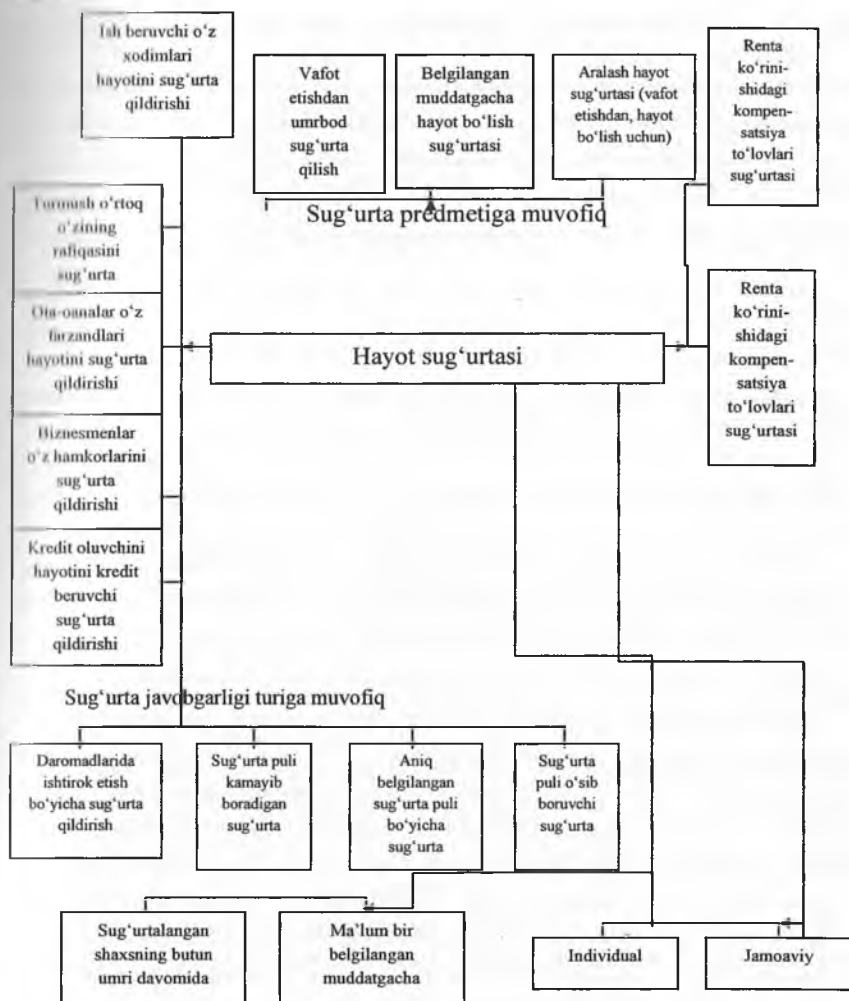 Ish beruvchi o‘z
xodimlari
hayotini sug‘urta
qildirishi
Vafot
etishdan
umrbod
sug‘urta
qilish
Belgilangan
muddatgacha
hayot bo‘lish
sug‘urtasi
Aralash hayot
sug‘urtasi (vafot
etishdan, hayot
bo‘lish uchun)
Renta
ko‘rini-
shidagi
kompen-
satsiya
to‘lovlari
sug‘urtasi
Turmush o‘rtoq
o‘zining
rafiqasini
sug‘urta
Sug‘urta predmetiga muvofiq
Ota-oanalar o‘z
farzandlari
hayotini sug‘urta
qildirishi
Hayot sug‘urtasi
Renta
ko‘rini-
shidagi
kompen-
satsiya
to‘lovlari
sug‘urtasi
Biznesmenlar
o‘z hamkorlarini
sug‘urta
qildirishi
Kredit oluvchini
hayotini kredit
beruvchi
sug‘urta
qildirishi
Sug‘urta javobgarligi turiga muvofiq
Daromadlarida
ishtirok etish
bo‘yicha sug‘urta
qildirish
Sug‘urta puli
kamayib
boradigan
sug‘urta
Aniq
belgilangan
sug‘urta puli
bo‘yicha
sug‘urta
Sug‘urta
puli o‘sib
boruvchi
sug‘urta
Sug‘urtalangan
shaxsning butun
umri davomida
Ma’lum bir
belgilangan
muddatgacha
Individual
Jamoaviy